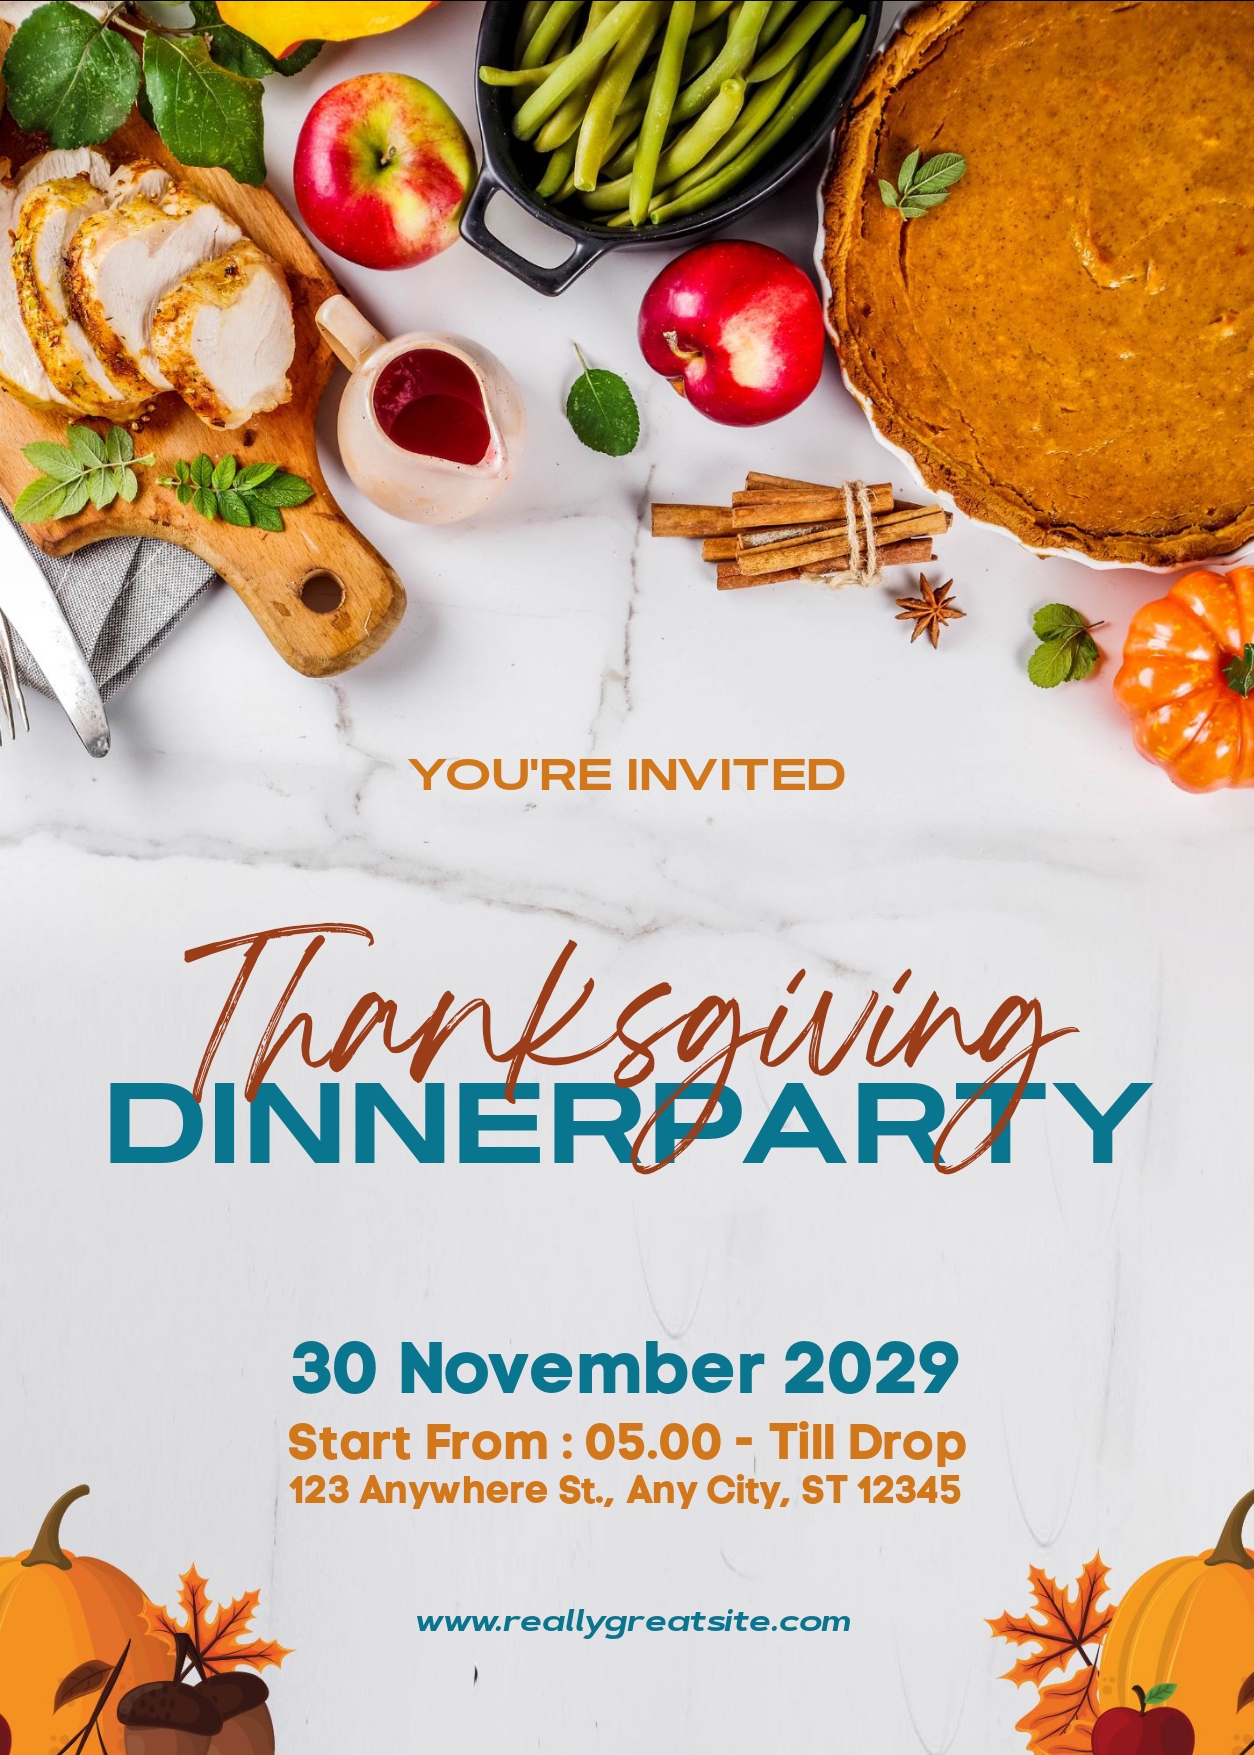 YOU'RE INVITED
Thanksgiving
DINNERPARTY
30 November 2029
Start From : 05.00 - Till Drop
123 Anywhere St., Any City, ST 12345
www.reallygreatsite.com